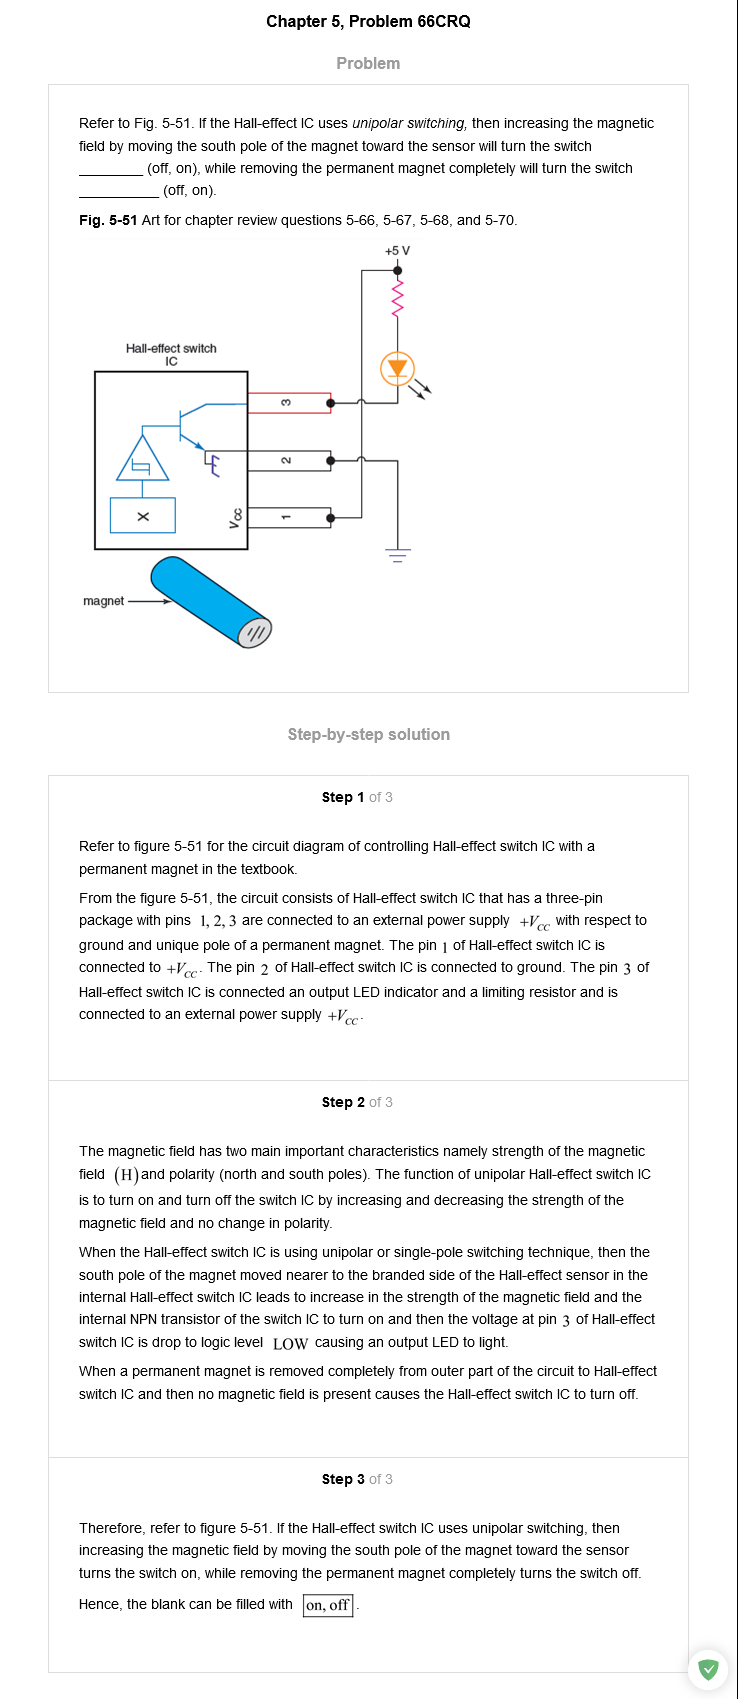 Chapter 5, Problem 66CRQ
Problem
Refer to Fig. 5-51. If the Hall-effect IC uses unipolar switching, then increasing the magnetic
field by moving the south pole of the magnet toward the sensor will turn the switch
________ (off, on), while removing the permanent magnet completely will turn the switch
__________ (off, on).
Fig. 5-51 Art for chapter review questions 5-66, 5-67, 5-68, and 5-70.
+5 V
Hall-effect switch
IC
3
2
X
Vcc
1
magnet
Step-by-step solution
Step 1 of 3
Refer to figure 5-51 for the circuit diagram of controlling Hall-effect switch IC with a
permanent magnet in the textbook.
From the figure 5-51, the circuit consists of Hall-effect switch IC that has a three-pin
package with pins 1, 2, 3 are connected to an external power supply +VCC with respect to
ground and unique pole of a permanent magnet. The pin 1 of Hall-effect switch IC is
connected to +VCC. The pin 2 of Hall-effect switch IC is connected to ground. The pin 3 of
Hall-effect switch IC is connected an output LED indicator and a limiting resistor and is
connected to an external power supply +VCC.
Step 2 of 3
The magnetic field has two main important characteristics namely strength of the magnetic
field (H) and polarity (north and south poles). The function of unipolar Hall-effect switch IC
is to turn on and turn off the switch IC by increasing and decreasing the strength of the
magnetic field and no change in polarity.
When the Hall-effect switch IC is using unipolar or single-pole switching technique, then the
south pole of the magnet moved nearer to the branded side of the Hall-effect sensor in the
internal Hall-effect switch IC leads to increase in the strength of the magnetic field and the
internal NPN transistor of the switch IC to turn on and then the voltage at pin 3 of Hall-effect
switch IC is drop to logic level LOW causing an output LED to light.
When a permanent magnet is removed completely from outer part of the circuit to Hall-effect
switch IC and then no magnetic field is present causes the Hall-effect switch IC to turn off.
Step 3 of 3
Therefore, refer to figure 5-51. If the Hall-effect switch IC uses unipolar switching, then
increasing the magnetic field by moving the south pole of the magnet toward the sensor
turns the switch on, while removing the permanent magnet completely turns the switch off.
Hence, the blank can be filled with on, off.